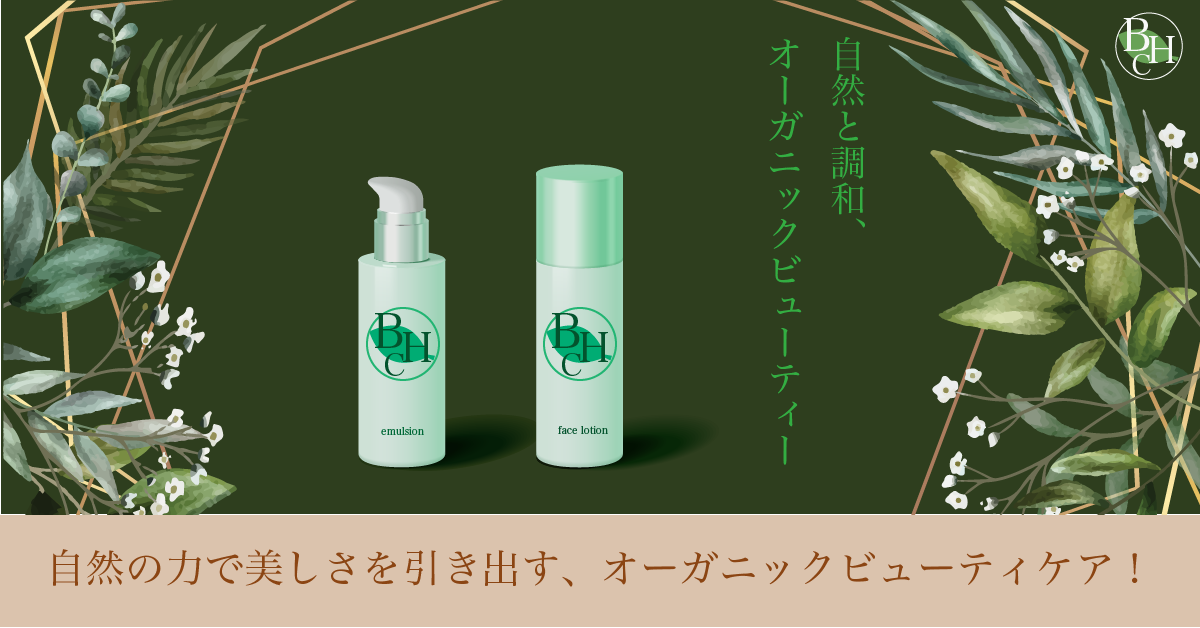 自然と調和、
オーガニックビューティー
BCH
BCH
emulsion
BCH
face lotion
自然の力で美しさを引き出す、オーガニックビューティケア！